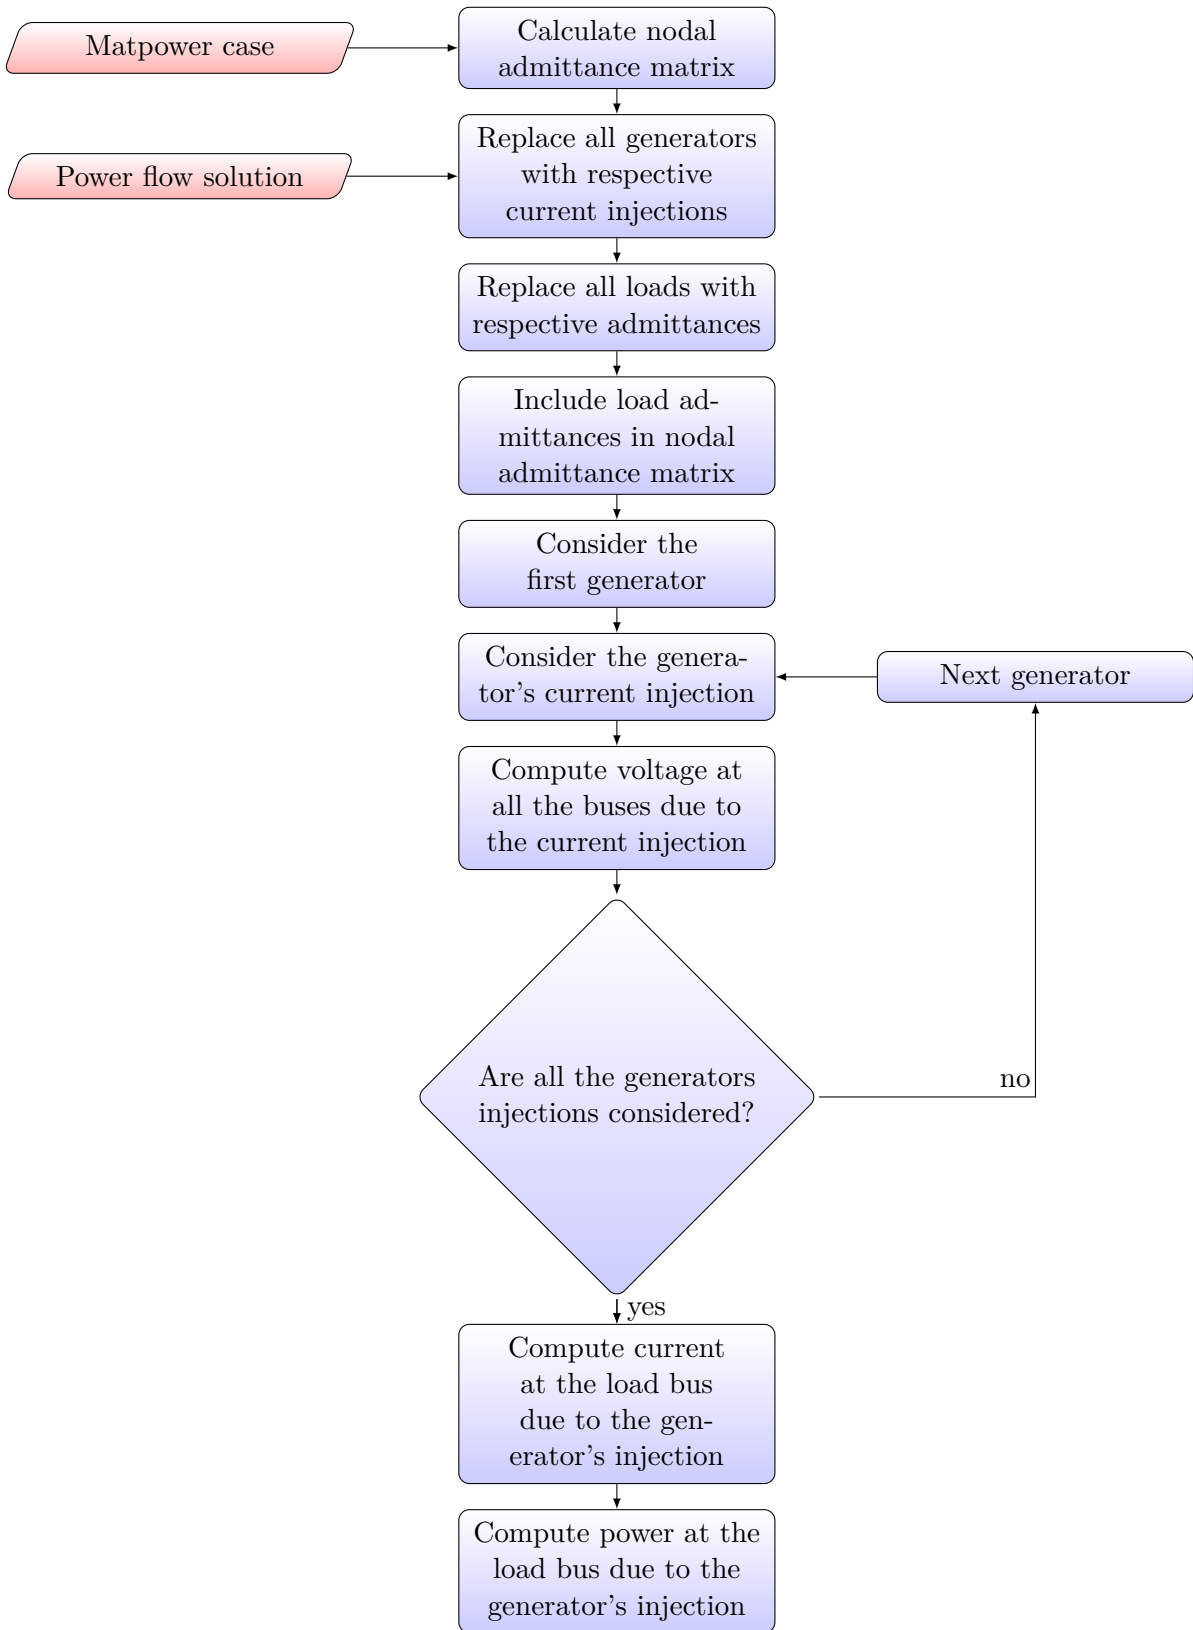 Matpower case
Calculate nodal
admittance matrix
Power flow solution
Replace all generators
with respective
current injections
Replace all loads with
respective admittances
Include load ad-
mittances in nodal
admittance matrix
Consider the
first generator
Consider the genera-
tor's current injection
Next generator
Compute voltage at
all the buses due to
the current injection
Are all the generators
injections considered?
no
yes
Compute current
at the load bus
due to the gen-
erator's injection
Compute power at the
load bus due to the
generator's injection